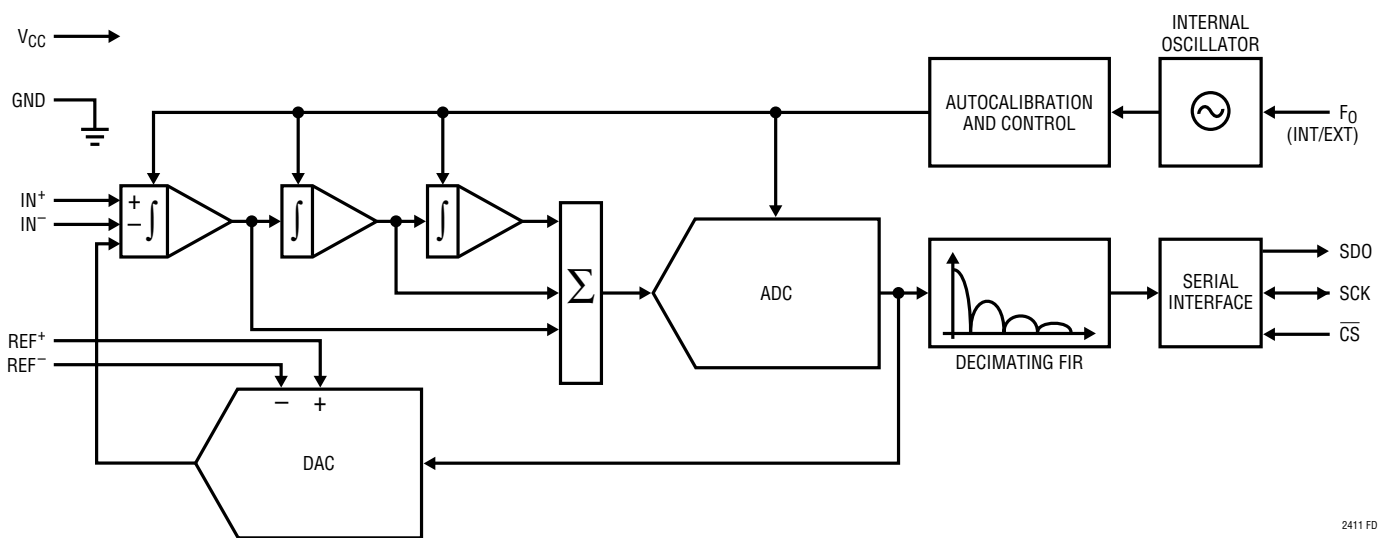 INTERNAL
OSCILLATOR
VCC
GND
AUTOCALIBRATION
AND CONTROL
FO
(INT/EXT)
IN+
IN−
+
−
∫
∫
∫
Σ
ADC
DECIMATING FIR
SERIAL
INTERFACE
SDO
SCK
C̅S̅
REF+
REF−
− +
DAC
2411 FD